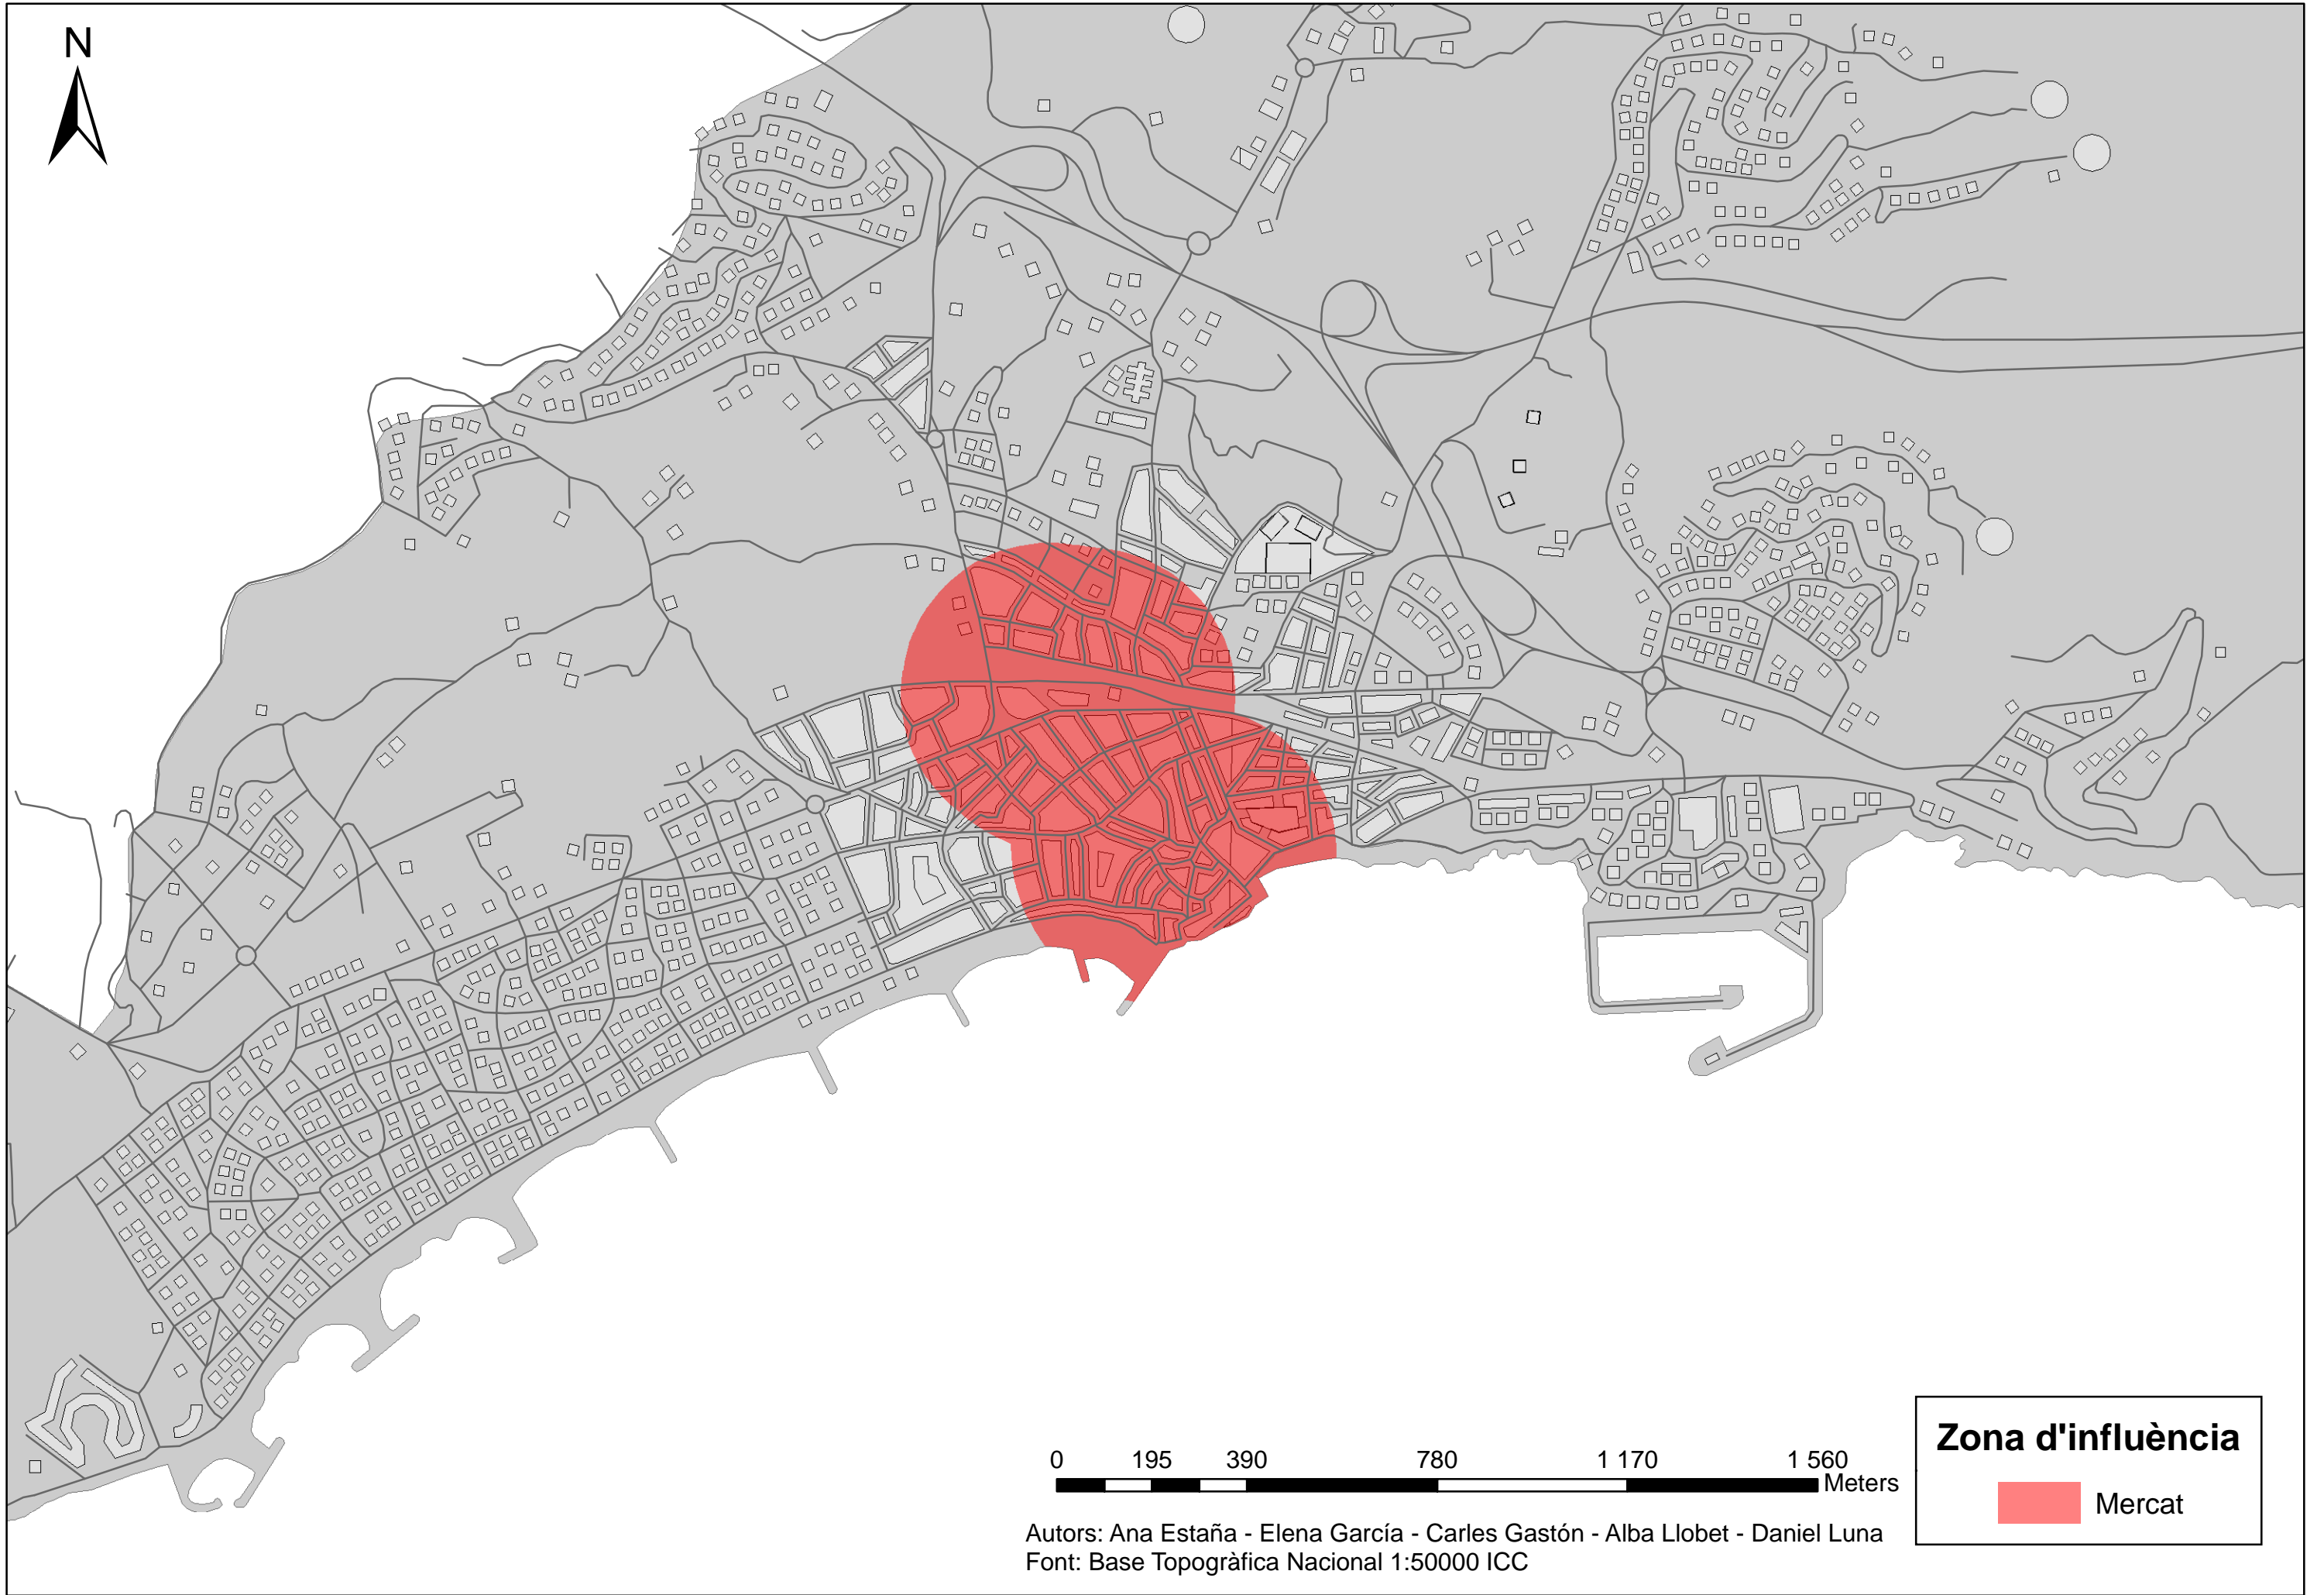 N
0 195 390 780 1 170 1 560
Meters
Autors: Ana Estaña - Elena García - Carles Gastón - Alba Llobet - Daniel Luna
Font: Base Topogràfica Nacional 1:50000 ICC
Zona d'influència
Mercat